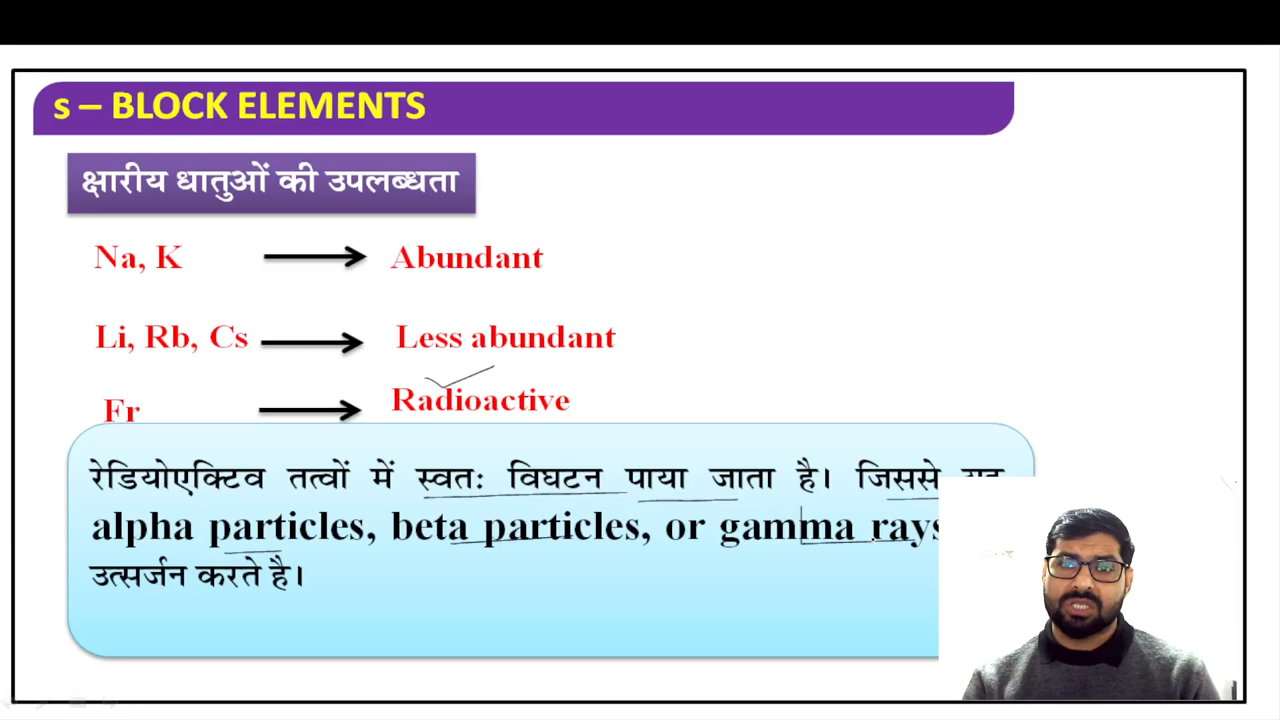 s – BLOCK ELEMENTS
क्षारीय धातुओं की उपलब्धता
Na, K Abundant
Li, Rb, Cs Less abundant
Fr Radioactive
रेडियोएक्टिव तत्वों में स्वतः विघटन पाया जाता है। जिससे
alpha particles, beta particles, or gamma rays
उत्सर्जन करते है।